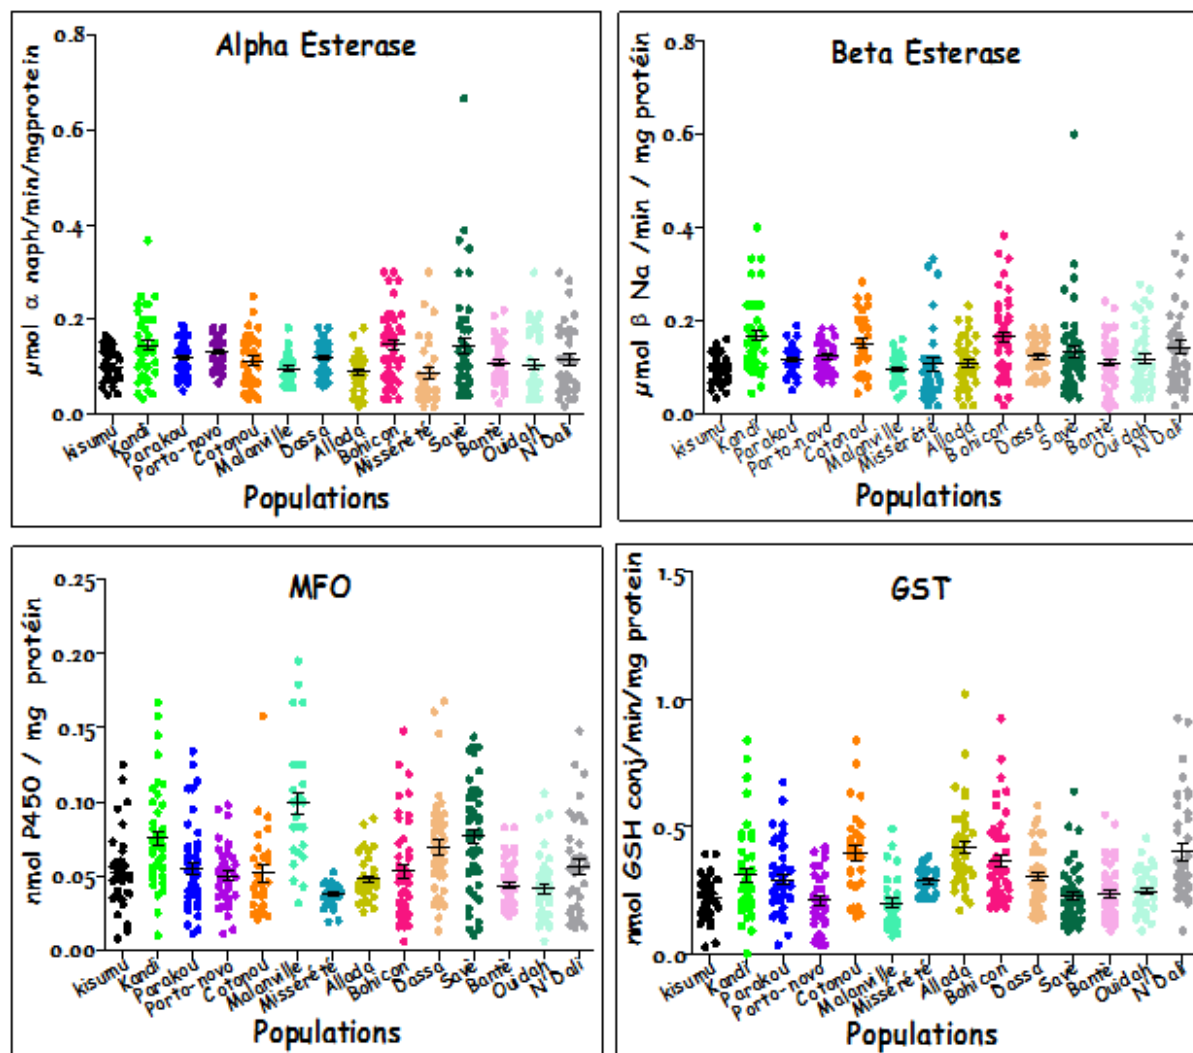 Alpha Esterase
µmol α naph/min/mgprotein
0.8
0.6
0.4
0.2
0.0
kisumu
Kandi
Parakou
Porto-novo
Cotonou
Malanville
Dassa
Allada
Bohicon
Missérété
Savè
Bantè
Ouidah
N'Dali
Populations
Beta Esterase
µmol β Na /min / mg protéin
0.8
0.6
0.4
0.2
0.0
kisumu
Kandi
Parakou
Porto-novo
Cotonou
Malanville
Missérété
Allada
Bohicon
Dassa
Savè
Bantè
Ouidah
N'Dali
Populations
MFO
nmol P450 / mg protéin
0.25
0.20
0.15
0.10
0.05
0.00
kisumu
Kandi
Parakou
Porto-novo
Cotonou
Malanville
Missérété
Allada
Bohicon
Dassa
Savè
Bantè
Ouidah
N'Dali
Populations
GST
nmol GSH conj/min/mg protein
1.5
1.0
0.5
0.0
kisumu
Kandi
Parakou
Porto-novo
Cotonou
Malanville
Missérété
Allada
Bohicon
Dassa
Savè
Bantè
Ouidah
N'Dali
Populations